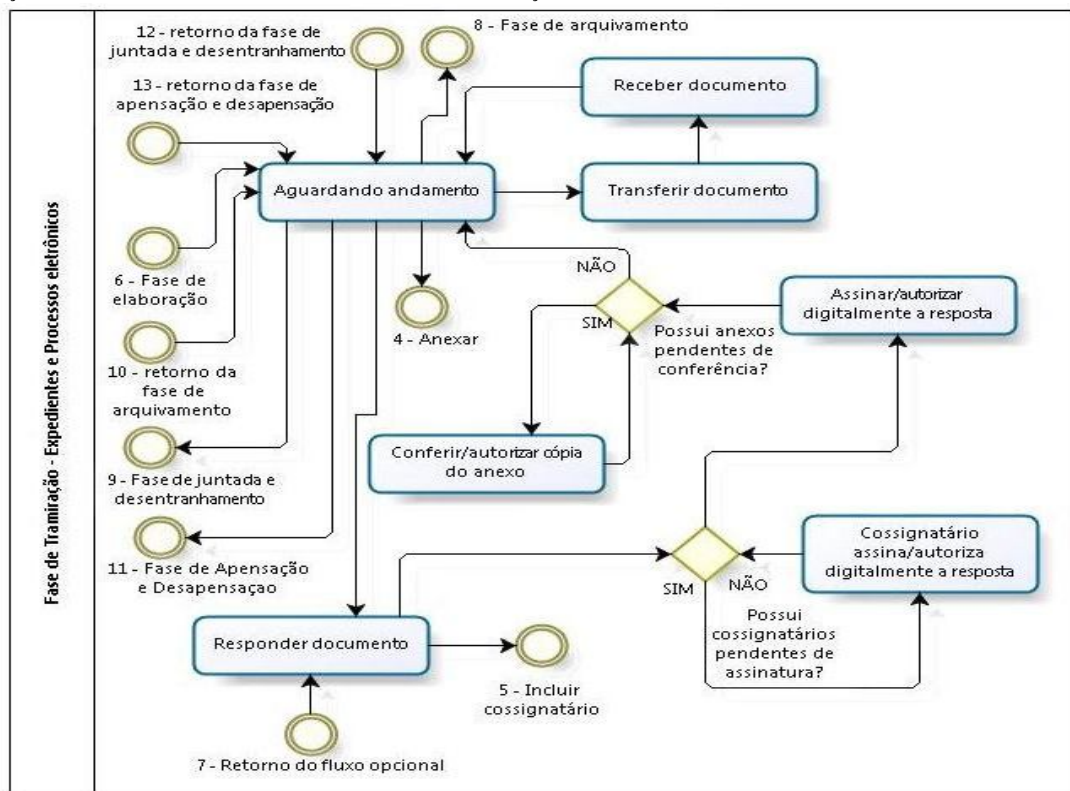 Fase de Tramiração - Expedientes e Processos eletrônicos
12 - retorno da fase de
juntada e desentranhamento
8 - Fase de arquivamento
13 - retorno da fase de
apensação e desapensação
Receber documento
Aguardando andamento
Transferir documento
6 - Fase de
elaboração
4 - Anexar
NÃO
SIM
Possui anexos
pendentes de
conferência?
Assinar/autorizar
digitalmente a resposta
10 - retorno da
fase de
arquivamento
Conferir/autorizar cópia
do anexo
9 - Fase de juntada e
desentranhamento
11 - Fase de Apensação
e Desapensaçao
Cossignatário
assina/autoriza
digitalmente a resposta
SIM
NÃO
Possui
cossignatários
pendentes de
assinatura?
Responder documento
5 - Incluir
cossignatário
7 - Retorno do fluxo opcional